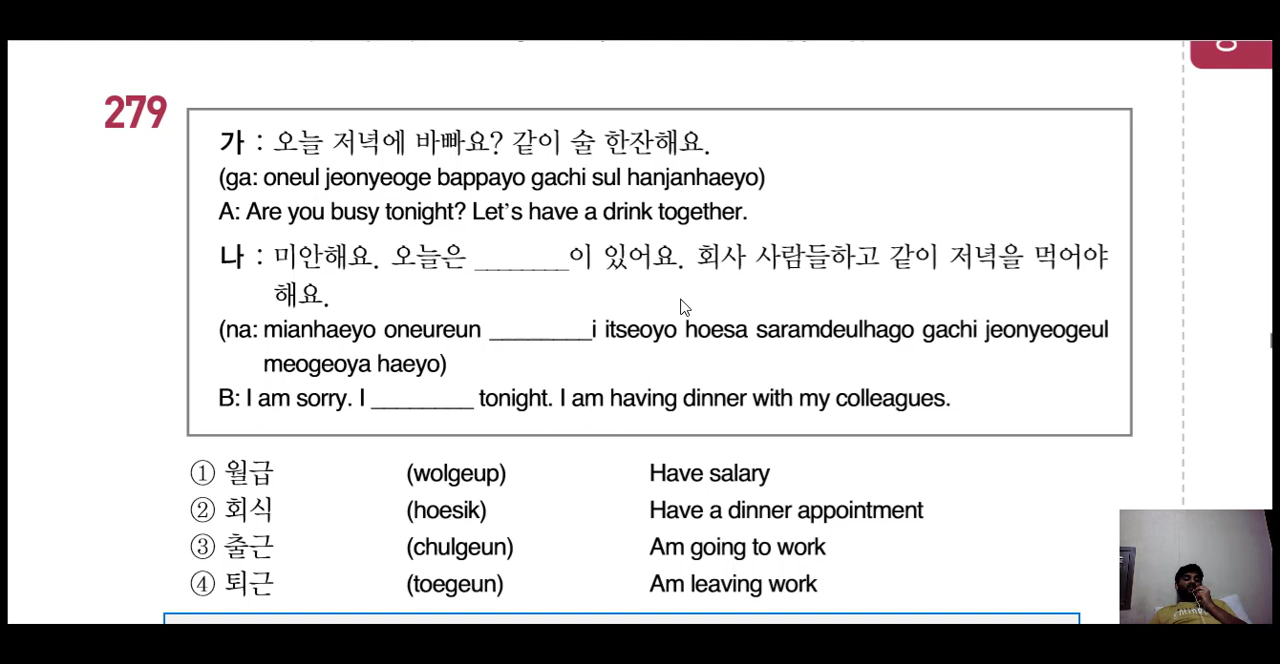 279
가 : 오늘 저녁에 바빠요? 같이 술 한잔해요.
(ga: oneul jeonyeoge bappayo gachi sul hanjanhaeyo)
A: Are you busy tonight? Let's have a drink together.
나 : 미안해요. 오늘은 ________이 있어요. 회사 사람들하고 같이 저녁을 먹어야
해요.
(na: mianhaeyo oneureun ________i itseoyo hoesa saramdeulhago gachi jeonyeogeul
meogeoya haeyo)
B: I am sorry. I ________ tonight. I am having dinner with my colleagues.
① 월급 (wolgeup) Have salary
② 회식 (hoesik) Have a dinner appointment
③ 출근 (chulgeun) Am going to work
④ 퇴근 (toegeun) Am leaving work